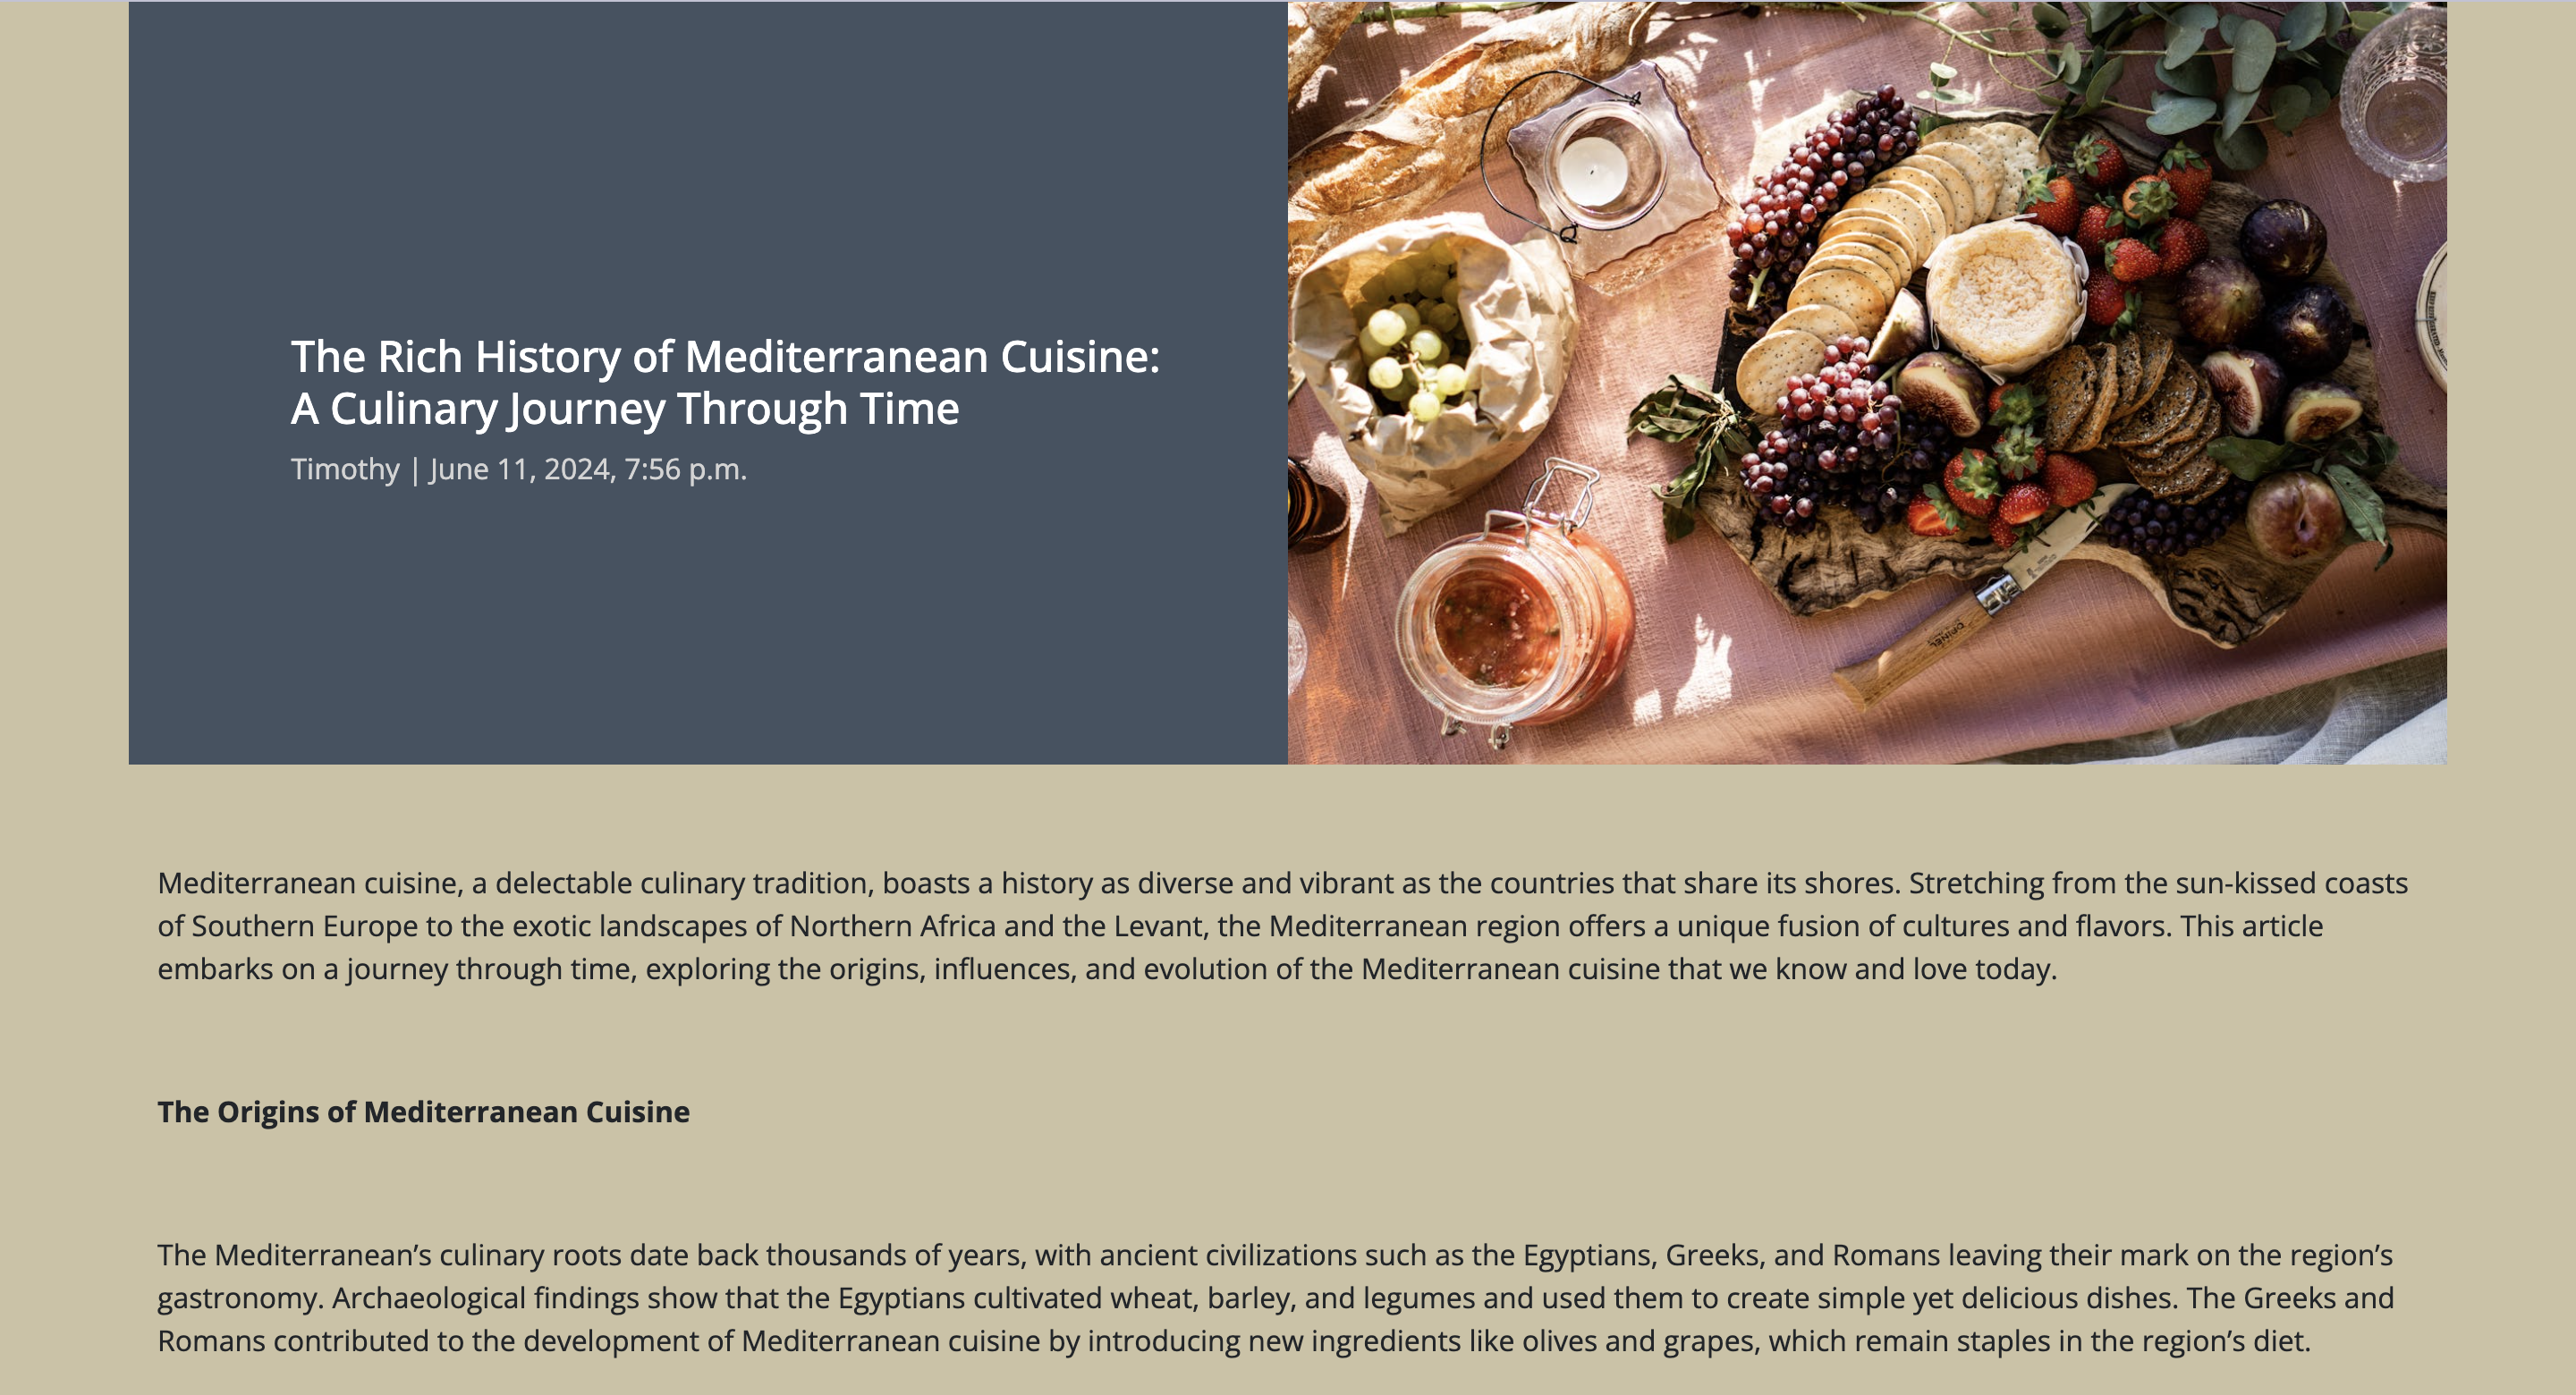 The Rich History of Mediterranean Cuisine:
A Culinary Journey Through Time
Timothy | June 11, 2024, 7:56 p.m.
OPINEL
Mediterranean cuisine, a delectable culinary tradition, boasts a history as diverse and vibrant as the countries that share its shores. Stretching from the sun-kissed coasts
of Southern Europe to the exotic landscapes of Northern Africa and the Levant, the Mediterranean region offers a unique fusion of cultures and flavors. This article
embarks on a journey through time, exploring the origins, influences, and evolution of the Mediterranean cuisine that we know and love today.
The Origins of Mediterranean Cuisine
The Mediterranean’s culinary roots date back thousands of years, with ancient civilizations such as the Egyptians, Greeks, and Romans leaving their mark on the region’s
gastronomy. Archaeological findings show that the Egyptians cultivated wheat, barley, and legumes and used them to create simple yet delicious dishes. The Greeks and
Romans contributed to the development of Mediterranean cuisine by introducing new ingredients like olives and grapes, which remain staples in the region’s diet.